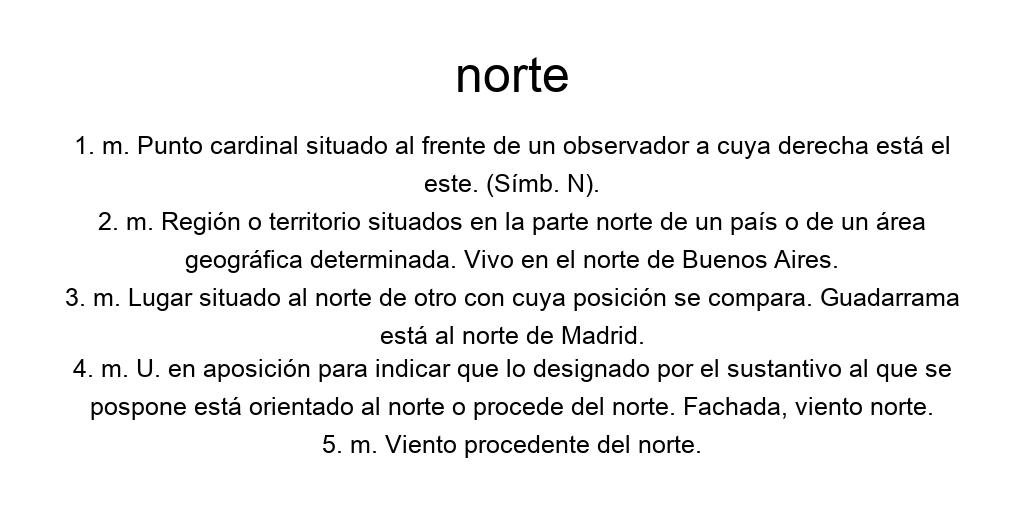 norte
1. m. Punto cardinal situado al frente de un observador a cuya derecha está el
este. (Símb. N).
2. m. Región o territorio situados en la parte norte de un país o de un área
geográfica determinada. Vivo en el norte de Buenos Aires.
3. m. Lugar situado al norte de otro con cuya posición se compara. Guadarrama
está al norte de Madrid.
4. m. U. en aposición para indicar que lo designado por el sustantivo al que se
pospone está orientado al norte o procede del norte. Fachada, viento norte.
5. m. Viento procedente del norte.